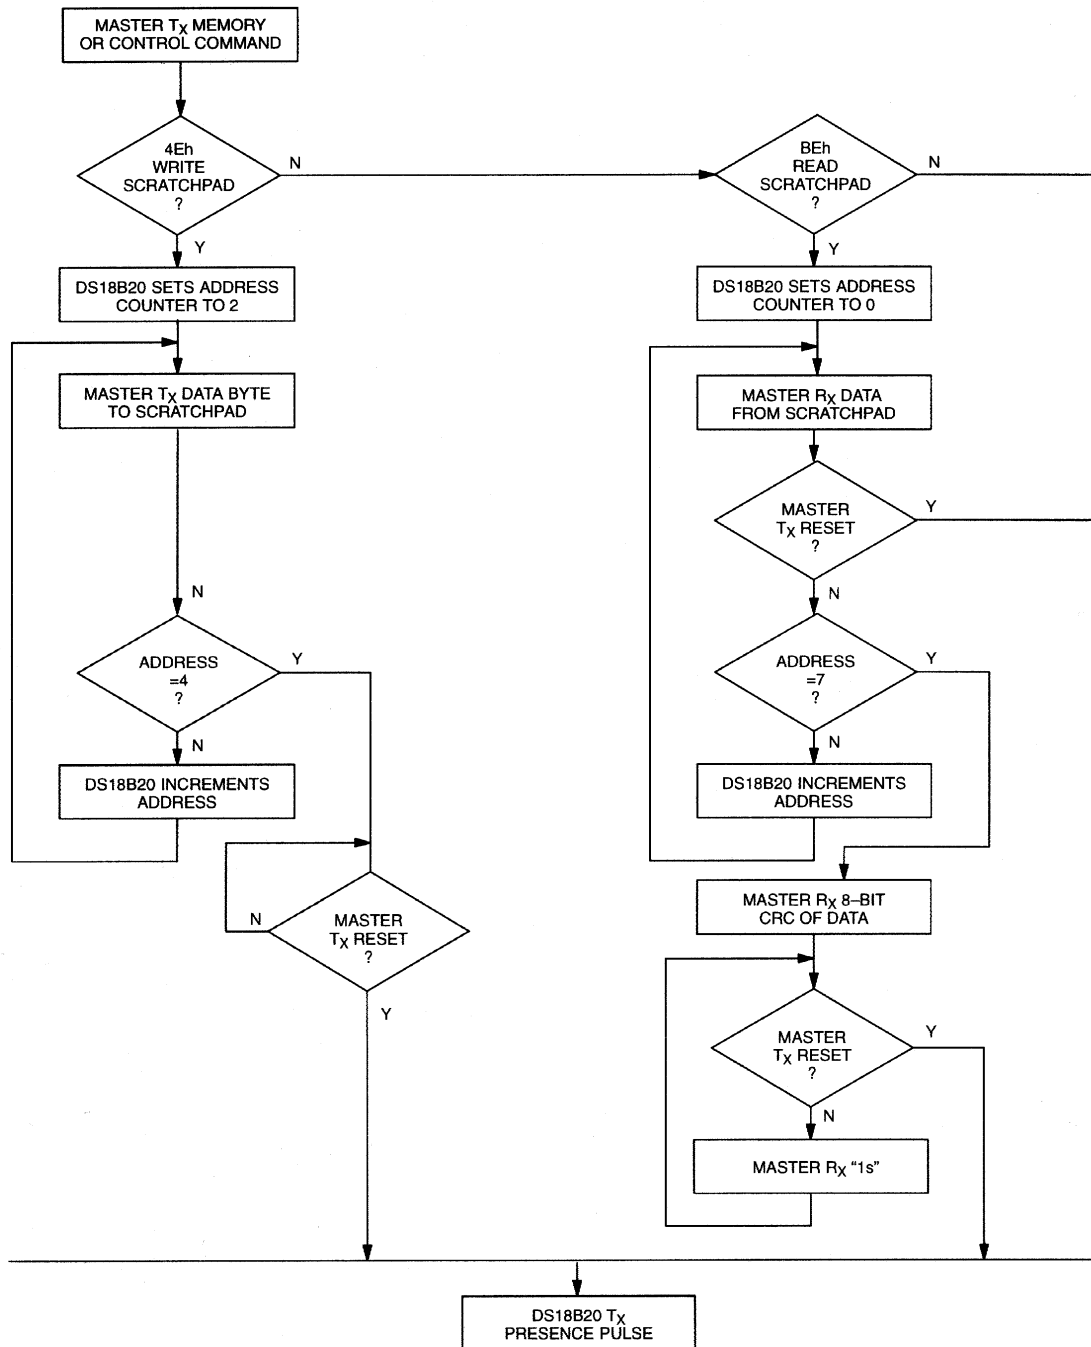 MASTER TX MEMORY
OR CONTROL COMMAND
4Eh
WRITE
SCRATCHPAD
?
N
Y
DS18B20 SETS ADDRESS
COUNTER TO 2
MASTER TX DATA BYTE
TO SCRATCHPAD
N
ADDRESS
=4
?
Y
N
DS18B20 INCREMENTS
ADDRESS
MASTER
TX RESET
?
N
Y
BEh
READ
SCRATCHPAD
?
N
Y
DS18B20 SETS ADDRESS
COUNTER TO 0
MASTER RX DATA
FROM SCRATCHPAD
MASTER
TX RESET
?
Y
N
ADDRESS
=7
?
Y
N
DS18B20 INCREMENTS
ADDRESS
MASTER RX 8–BIT
CRC OF DATA
MASTER
TX RESET
?
Y
N
MASTER RX “1s”
DS18B20 TX
PRESENCE PULSE